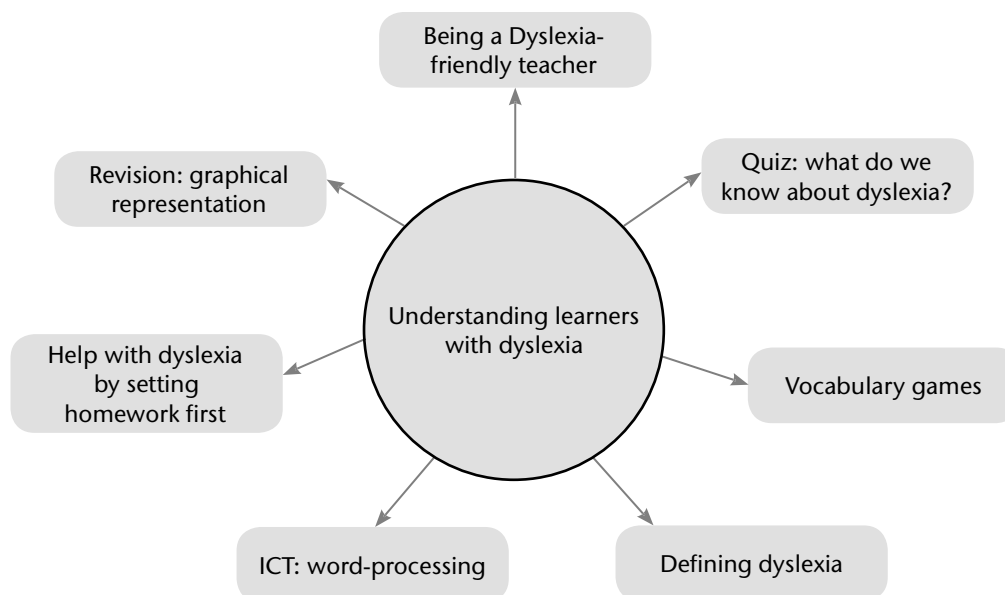 Being a Dyslexia-
friendly teacher
Quiz: what do we
know about dyslexia?
Revision: graphical
representation
Understanding learners
with dyslexia
Help with dyslexia
by setting
homework first
Vocabulary games
ICT: word-processing
Defining dyslexia